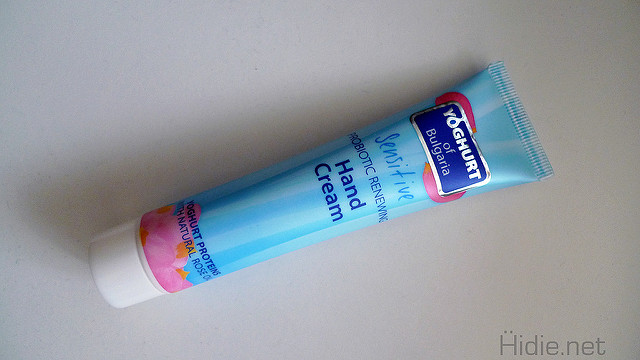 YOGHURT
of
Bulgaria
Sensitive
PROBIOTIC RENEWING
Hand
Cream
YOGHURT PROTEINS
NATURAL ROSE
Hidie.net